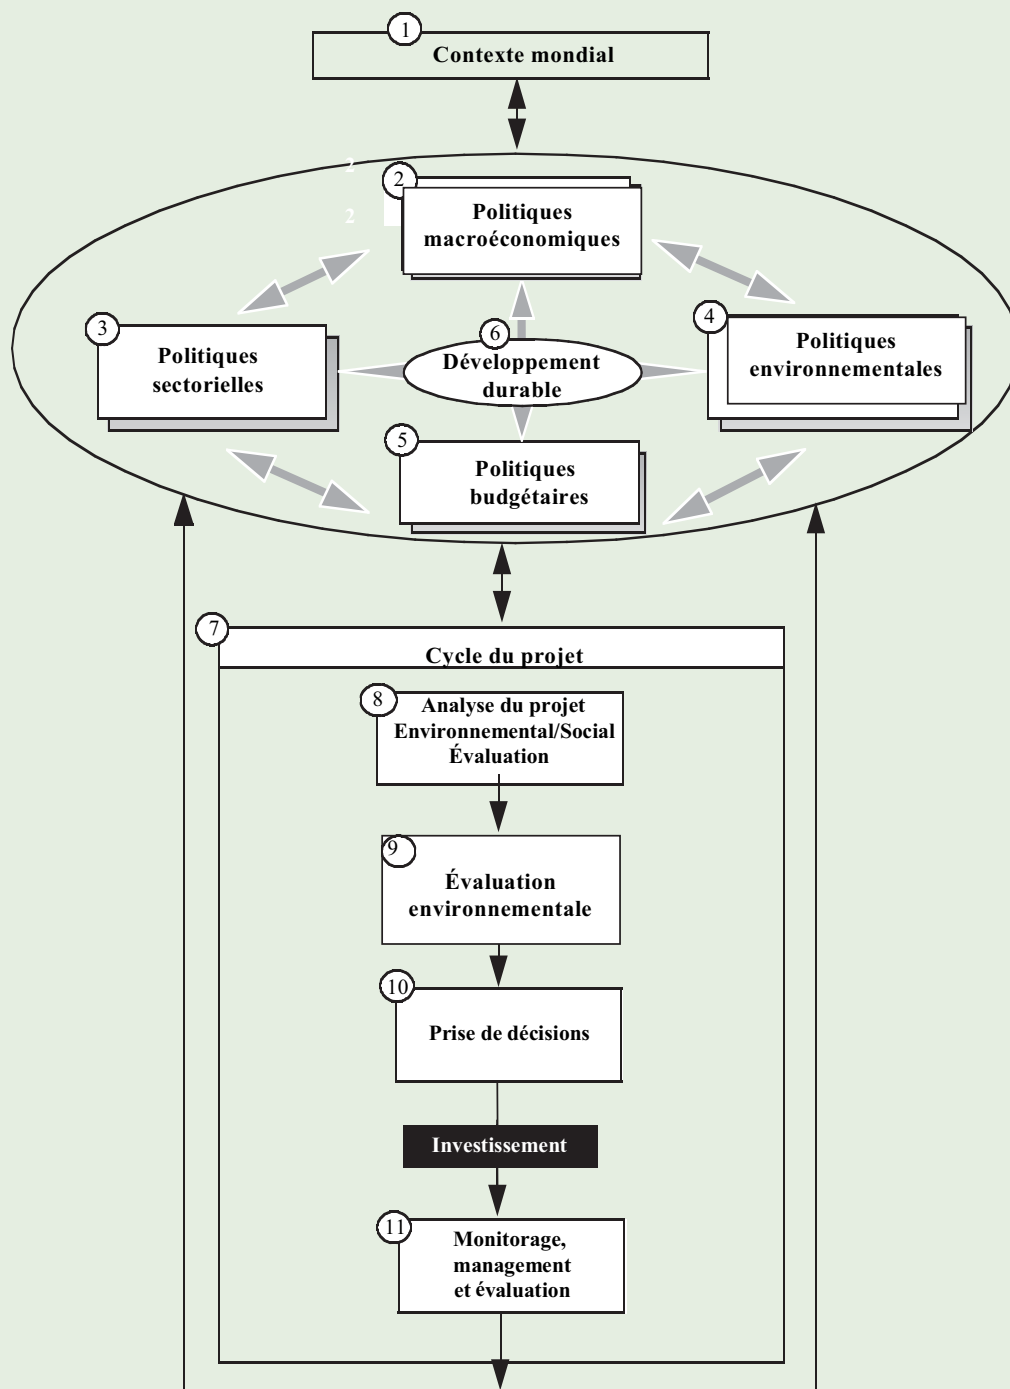 1
Contexte mondial
2
2
2
Politiques
macroéconomiques
3
Politiques
sectorielles
4
Politiques
environnementales
6
Développement
durable
5
Politiques
budgétaires
7
Cycle du projet
8
Analyse du projet
Environnemental/Social
Évaluation
9
Évaluation
environnementale
10
Prise de décisions
Investissement
11
Monitorage,
management
et évaluation